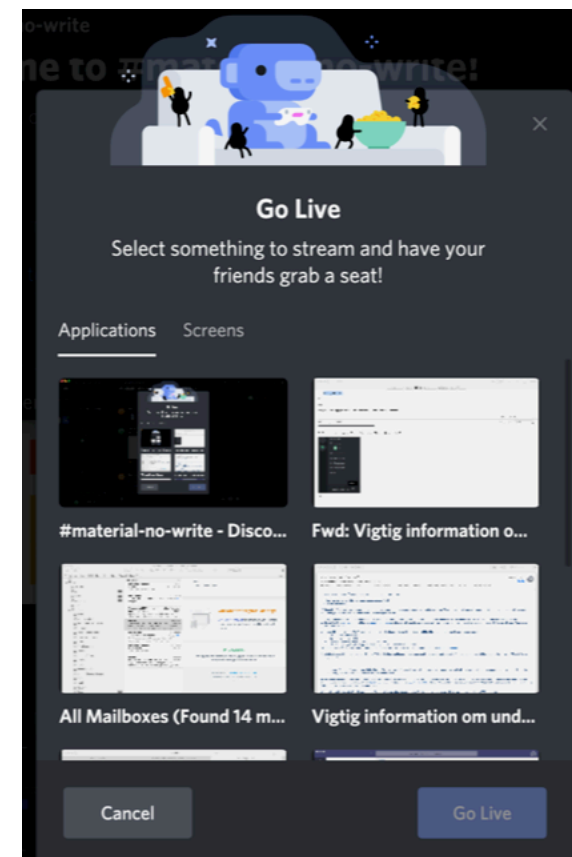 o-write
me to #material-no-write!
Go Live
Select something to stream and have your
friends grab a seat!
Applications Screens
#material-no-write - Disco... Fwd: Vigtig information o...
All Mailboxes (Found 14 m... Vigtig information om und...
Cancel Go Live